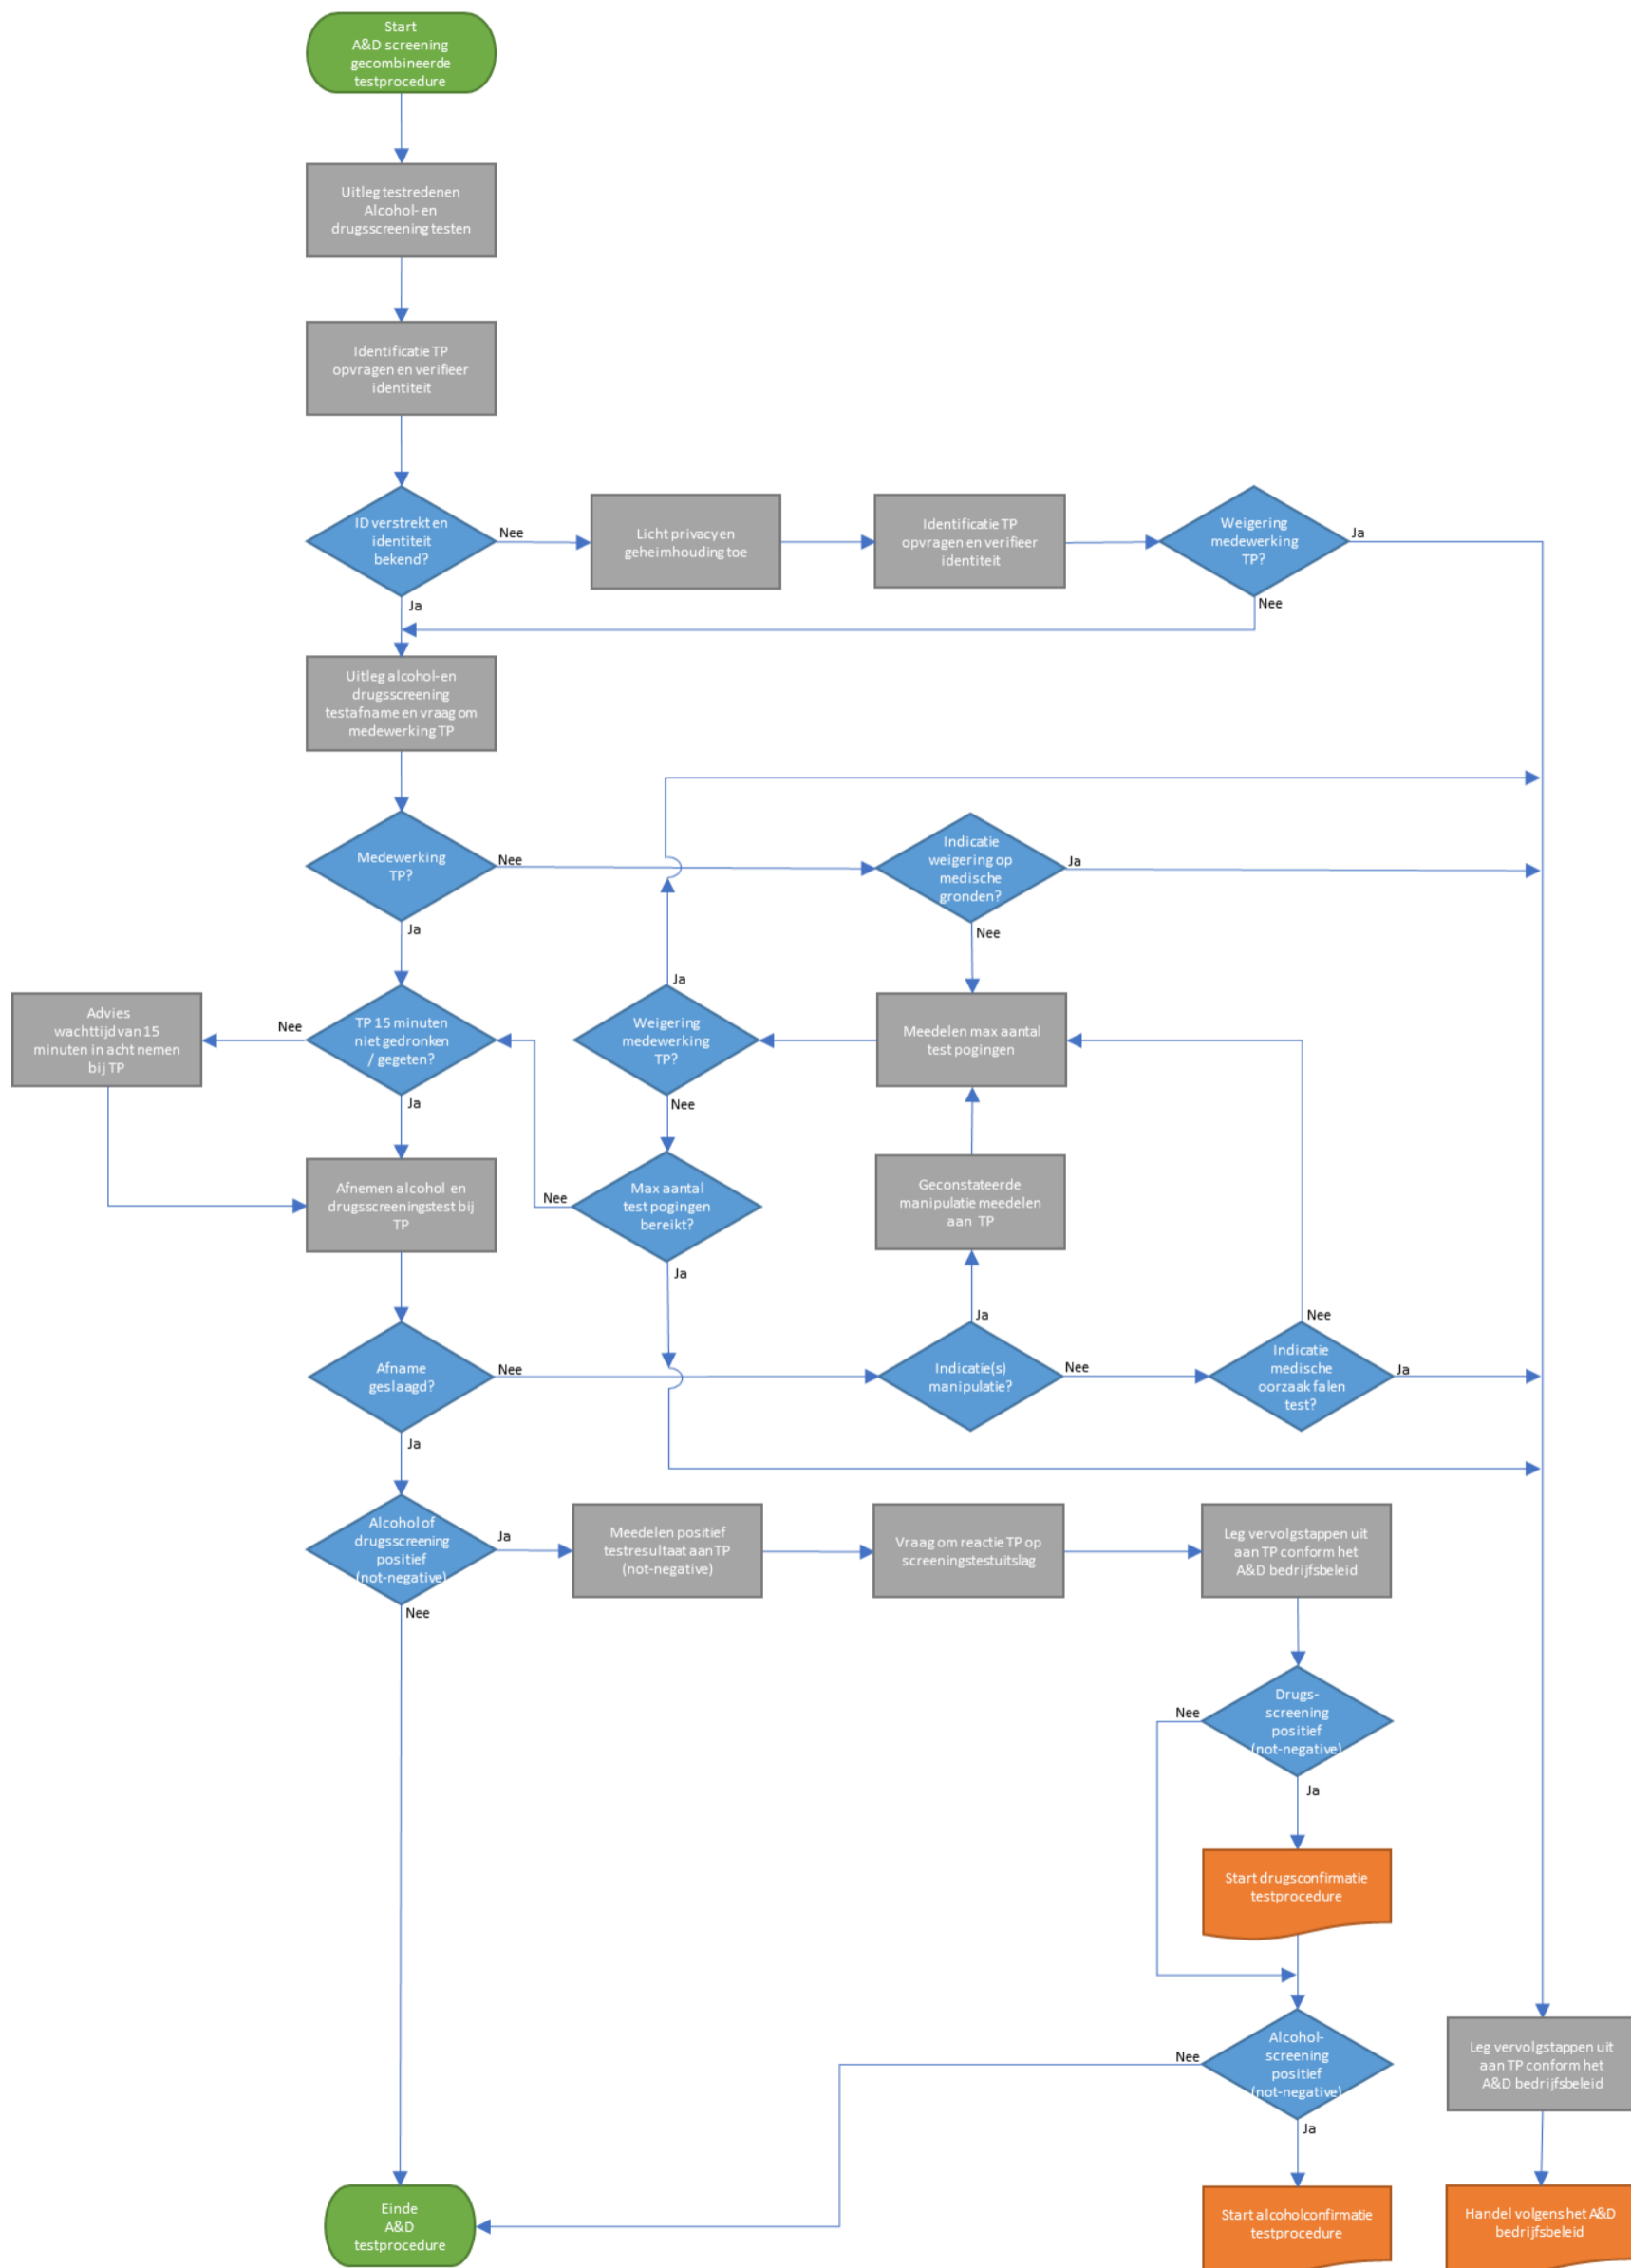 Start
A&D screening
gecombineerde
testprocedure
Uitleg testredenen
Alcohol- en
drugsscreening testen
Identificatie TP
opvragen en verifieer
identiteit
ID verstrekt en
identiteit
bekend?
Nee
Licht privacy en
geheimhouding toe
Identificatie TP
opvragen en verifieer
identiteit
Weigering
medewerking
TP?
Ja
Ja
Nee
Uitleg alcohol- en
drugsscreening
testafname en vraag om
medewerking TP
Medewerking
TP?
Nee
Indicatie
weigering op
medische
gronden?
Ja
Ja
Nee
Advies
wachttijd van 15
minuten in acht nemen
bij TP
Nee
TP 15 minuten
niet gedronken
/ gegeten?
Ja
Ja
Weigering
medewerking
TP?
Nee
Meedelen max aantal
test pogingen
Afnemen alcohol en
drugsscreeningstest bij
TP
Nee
Max aantal
test pogingen
bereikt?
Ja
Geconstateerde
manipulatie meedelen
aan TP
Afname
geslaagd?
Nee
Ja
Ja
Indicatie(s)
manipulatie?
Nee
Nee
Indicatie
medische
oorzaak falen
test?
Ja
Alcohol of
drugsscreening
positief
(not-negative)
Ja
Nee
Meedelen positief
testresultaat aan TP
(not-negative)
Vraag om reactie TP op
screeningstestuitslag
Leg vervolgstappen uit
aan TP conform het
A&D bedrijfsbeleid
Nee
Drugs-
screening
positief
(not-negative)
Ja
Start drugsconfirmatie
testprocedure
Nee
Alcohol-
screening
positief
(not-negative)
Ja
Leg vervolgstappen uit
aan TP conform het
A&D bedrijfsbeleid
Einde
A&D
testprocedure
Start alcoholconfirmatie
testprocedure
Handel volgens het A&D
bedrijfsbeleid